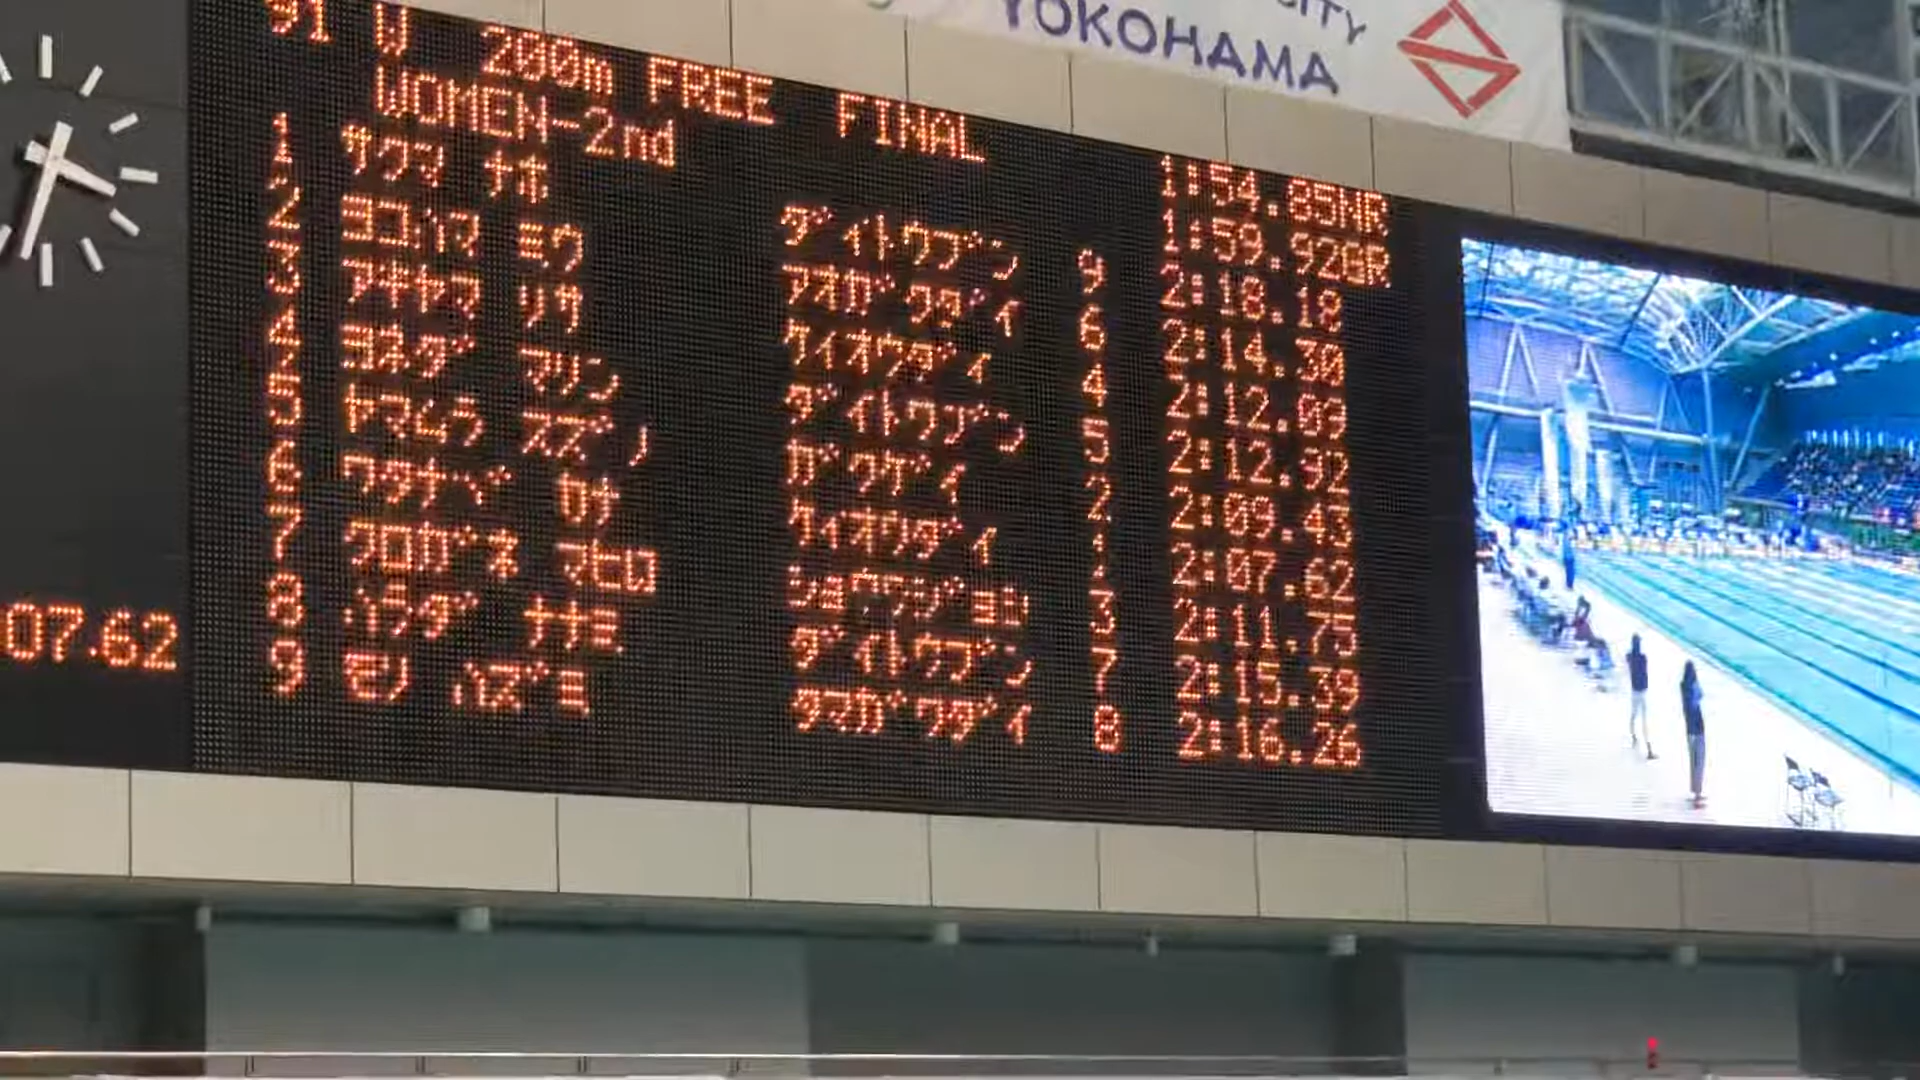 91 W 200m FREE FINAL
WOMEN-2nd
1:54.85NR
1:59.92GR
1 サクマ ナホ ダイトウブン 9 2:18.18
2 ヨコハマ ミウ アオガクダイ 6 2:14.30
3 アキヤマ リサ ケイオウダイ 4 2:12.09
4 ヨネダ マリン ダイトウブン 5 2:12.92
5 ヤマムラ スズノ ガクゲイ 2 2:09.43
6 ワタナベ ケイオウダイ 1 2:07.62
7 クロガネ マヒロ ショウワジョシ 3 2:11.75
8 ハラダ ナナミ ダイトウブン 7 2:15.39
9 モリ ハズミ タマガワダイ 8 2:16.26
:07.62
CITY
YOKOHAMA